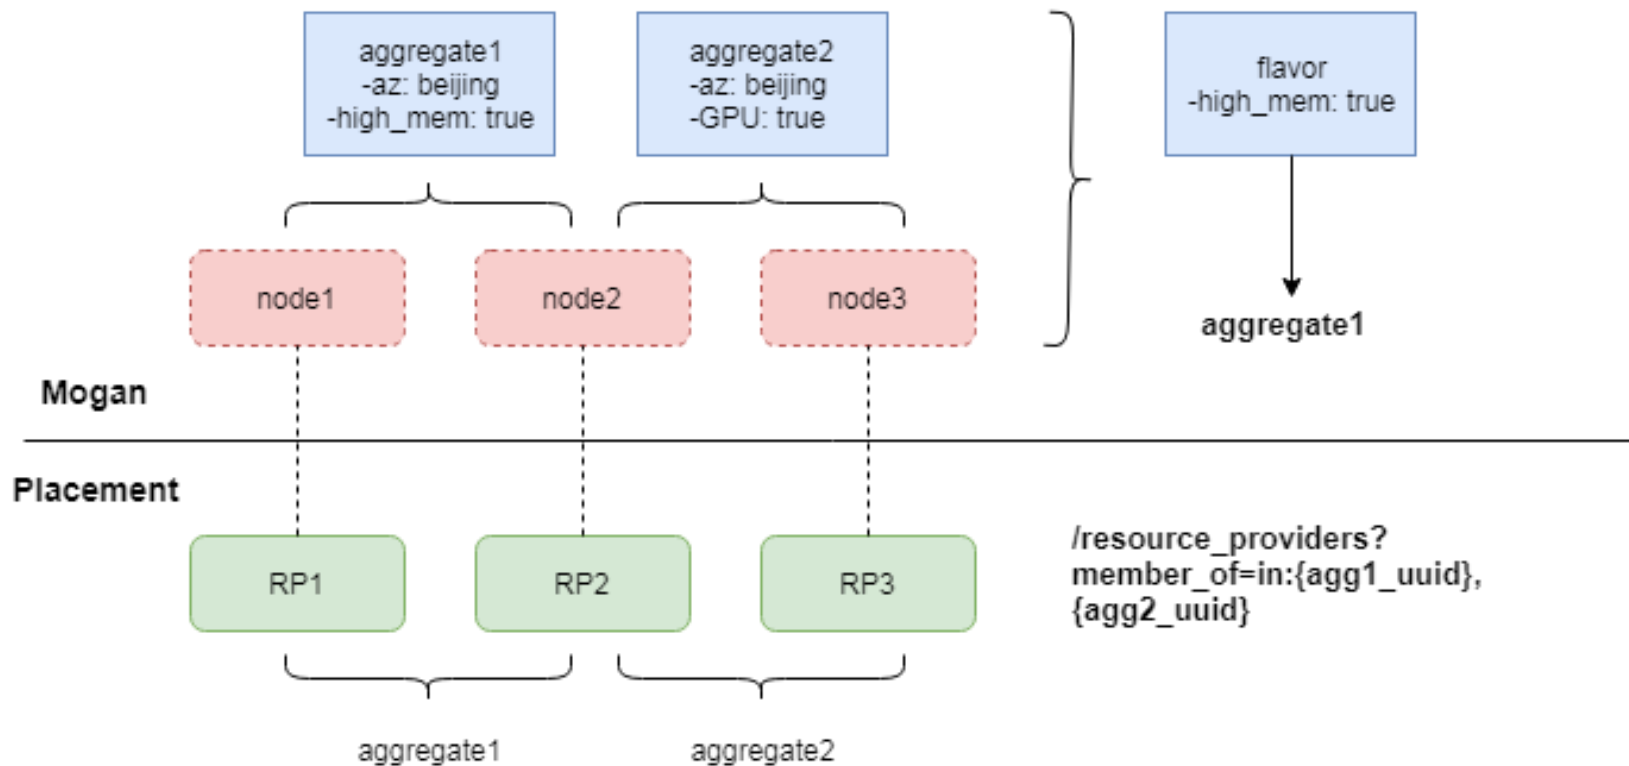 aggregate1
-az: beijing
-high_mem: true
aggregate2
-az: beijing
-GPU: true
flavor
-high_mem: true
node1
node2
node3
aggregate1
Mogan
Placement
RP1
RP2
RP3
/resource_providers?
member_of=in:{agg1_uuid},
{agg2_uuid}
aggregate1
aggregate2